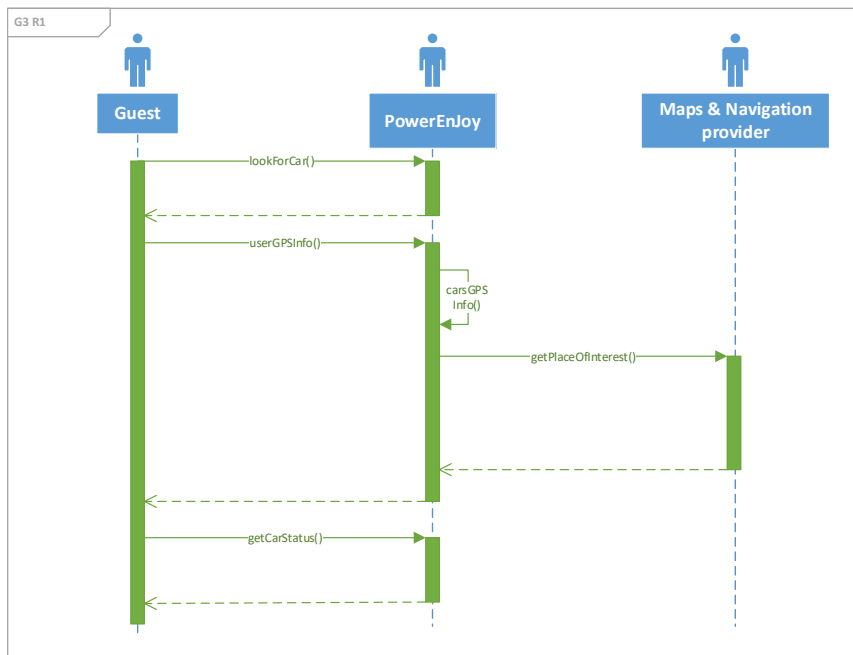 G3 R1
Guest
PowerEnJoy
Maps & Navigation
provider
lookForCar()
userGPSInfo()
carsGPS
Info()
getPlaceOfInterest()
getCarStatus()